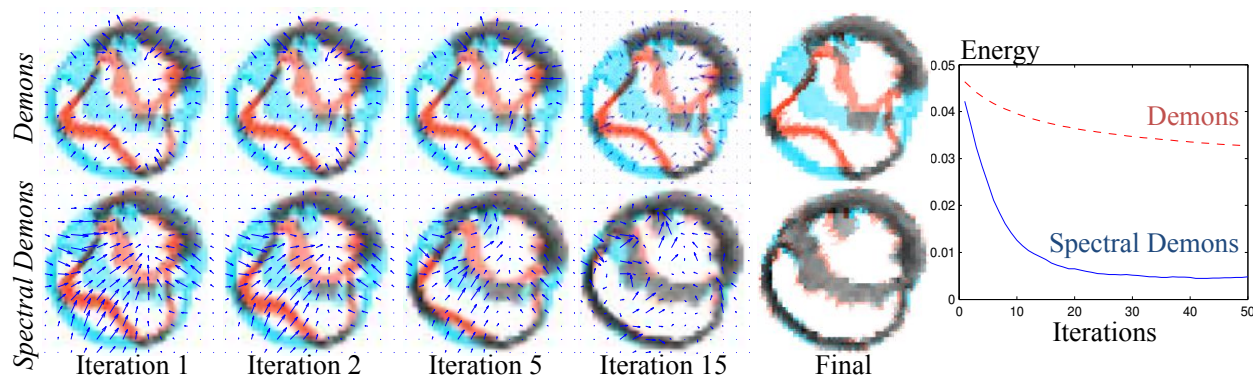 Demons
Spectral Demons
Iteration 1
Iteration 2
Iteration 5
Iteration 15
Final
Energy
0.05
0.04
0.03
0.02
0.01
0
Demons
Spectral Demons
0
10
20
30
40
50
Iterations